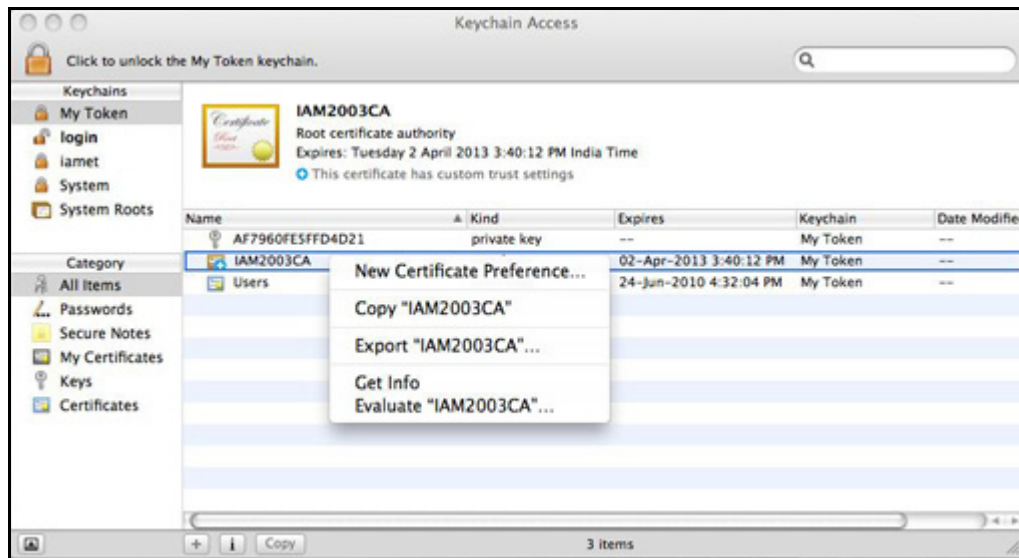 Keychain Access
Click to unlock the My Token keychain.
Keychains
My Token
login
iamet
System
System Roots
Category
All Items
Passwords
Secure Notes
My Certificates
Keys
Certificates
Certificate
Root
IAM2003CA
Root certificate authority
Expires: Tuesday 2 April 2013 3:40:12 PM India Time
This certificate has custom trust settings
Name Kind Expires Keychain Date Modifie
AF7960FE5FFD4D21 private key -- My Token --
IAM2003CA 02-Apr-2013 3:40:12 PM My Token --
Users 24-Jun-2010 4:32:04 PM My Token --
New Certificate Preference...
Copy "IAM2003CA"
Export "IAM2003CA"...
Get Info
Evaluate "IAM2003CA"...
+ i Copy 3 items